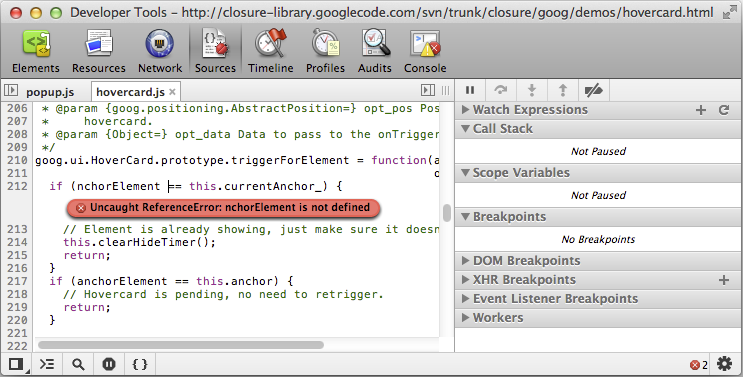 Developer Tools - http://closure-library.googlecode.com/svn/trunk/closure/goog/demos/hovercard.html
Elements Resources Network Sources Timeline Profiles Audits Console
popup.js hovercard.js ×
206 * @param {goog.positioning.AbstractPosition=} opt_pos Pos
207 * hovercard.
208 * @param {Object=} opt_data Data to pass to the onTrigger
209 */
210 goog.ui.HoverCard.prototype.triggerForElement = function(a
211 o
212 if (nchorElement == this.currentAnchor_) {
Uncaught ReferenceError: nchorElement is not defined
213 // Element is already showing, just make sure it doesn
214 this.clearHideTimer();
215 return;
216 }
217 if (anchorElement == this.anchor) {
218 // Hovercard is pending, no need to retrigger.
219 return;
220 }
221
222
Watch Expressions
Call Stack
Not Paused
Scope Variables
Not Paused
Breakpoints
No Breakpoints
DOM Breakpoints
XHR Breakpoints
Event Listener Breakpoints
Workers
{ } 2